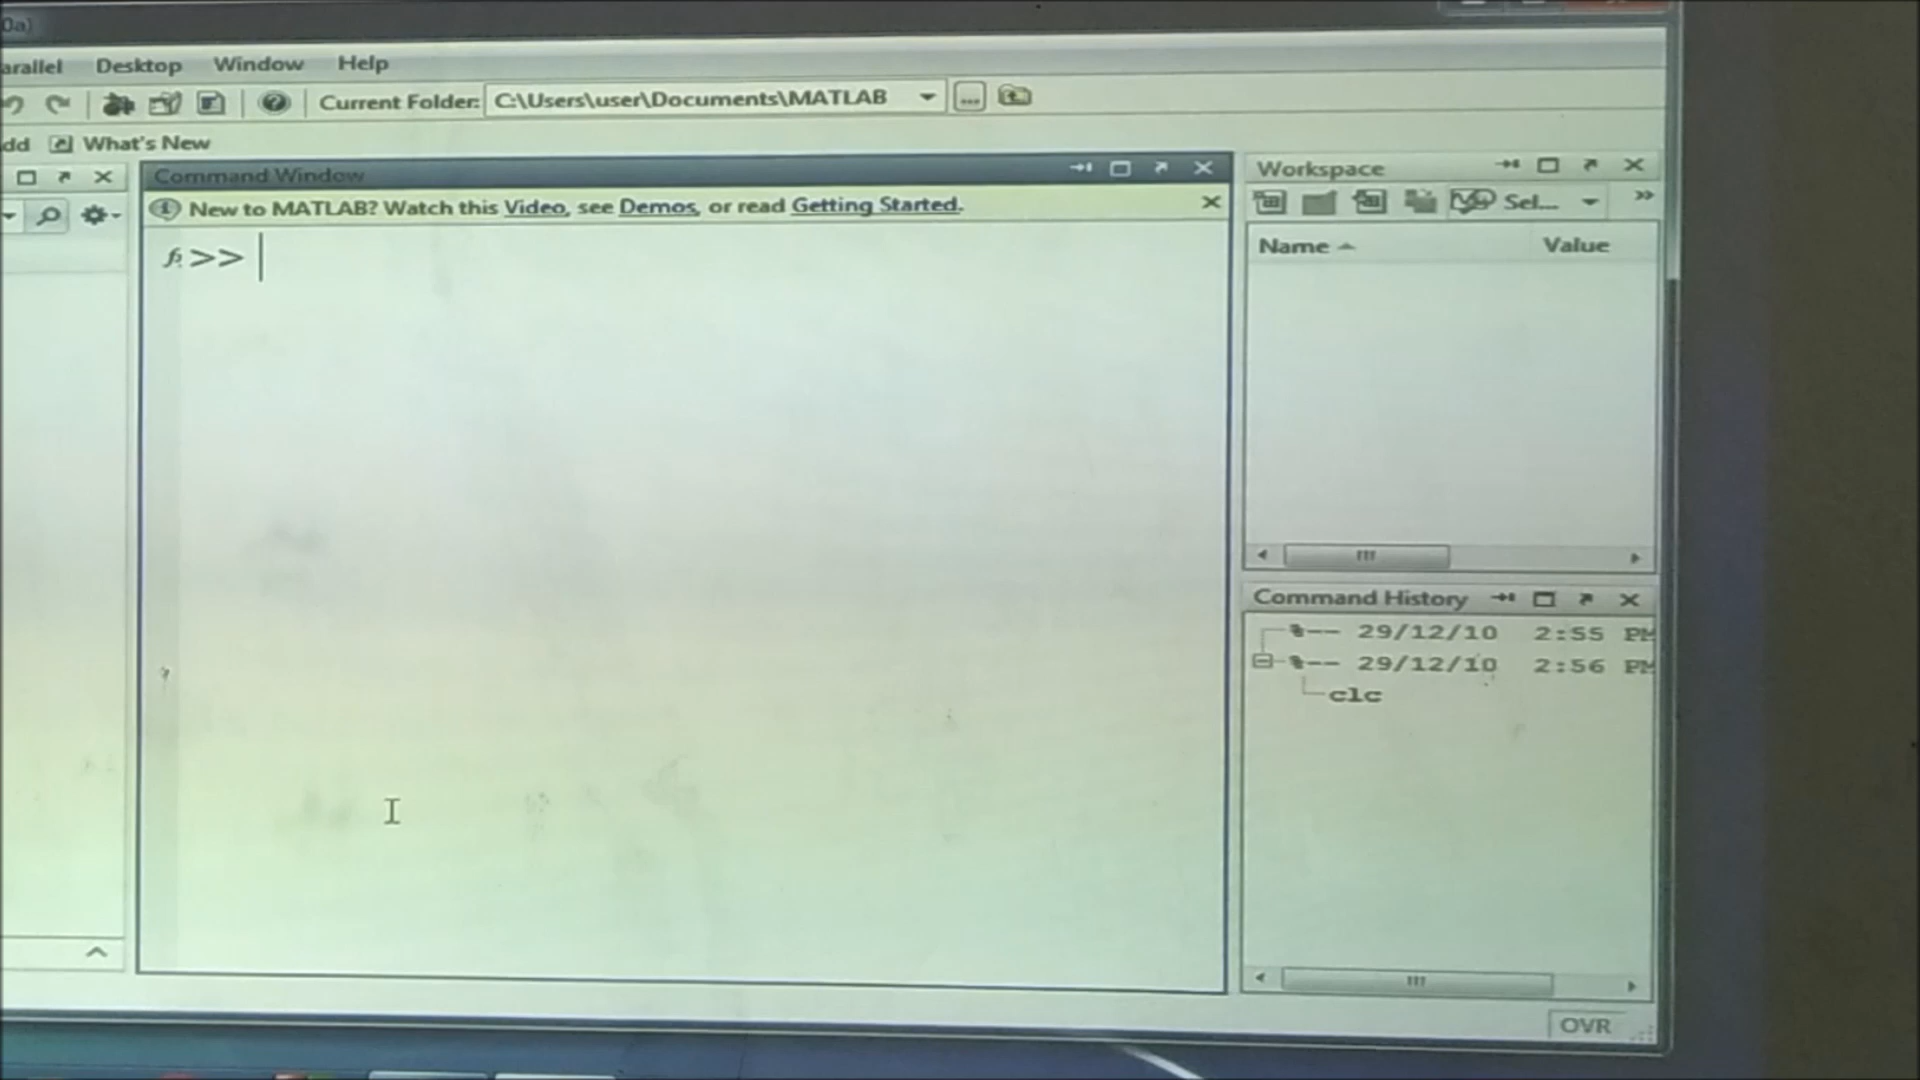 0a)
arallel Desktop Window Help
Current Folder: C:\Users\user\Documents\MATLAB ...
dd What's New
Command Window
New to MATLAB? Watch this Video, see Demos, or read Getting Started.
fx >>
Workspace
Sel... »
Name Value
Command History
%-- 29/12/10 2:55 PM
%-- 29/12/10 2:56 PM
clc
OVR